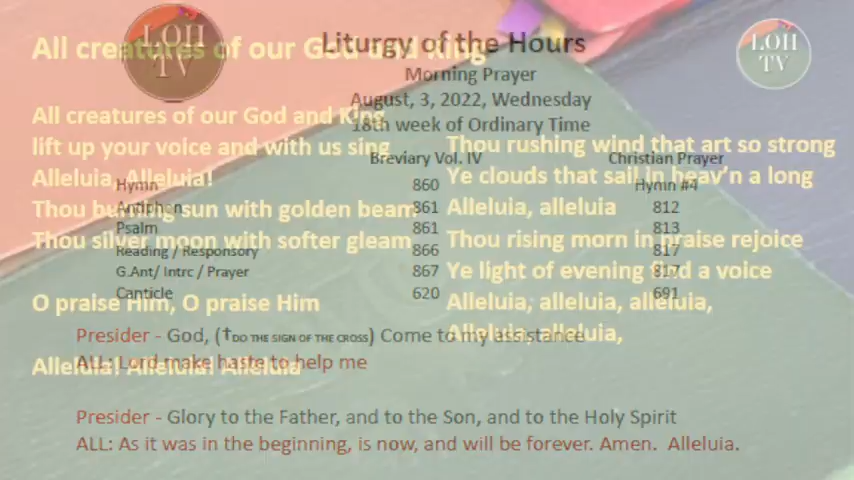 LOH
TV
LOH
TV
Liturgy of the Hours
Morning Prayer
August, 3, 2022, Wednesday
18th week of Ordinary Time
Breviary Vol. IV Christian Prayer
Hymn 860 Hymn #4
Antiphon 861 812
Psalm 861 813
Reading / Responsory 866 817
G.Ant/ Intrc / Prayer 867 817
Canticle 620 691
Presider - God, (†DO THE SIGN OF THE CROSS) Come to my assistance
ALL: Lord make haste to help me
Presider - Glory to the Father, and to the Son, and to the Holy Spirit
ALL: As it was in the beginning, is now, and will be forever. Amen. Alleluia.
All creatures of our God and King
All creatures of our God and King
lift up your voice and with us sing
Alleluia, Alleluia!
Thou burning sun with golden beam
Thou silver moon with softer gleam
O praise Him, O praise Him
Alleluia! Alleluia! Alleluia
Thou rushing wind that art so strong
Ye clouds that sail in heav’n a long
Alleluia, alleluia
Thou rising morn in praise rejoice
Ye light of evening find a voice
Alleluia, alleluia, alleluia,
Alleluia, alleluia,